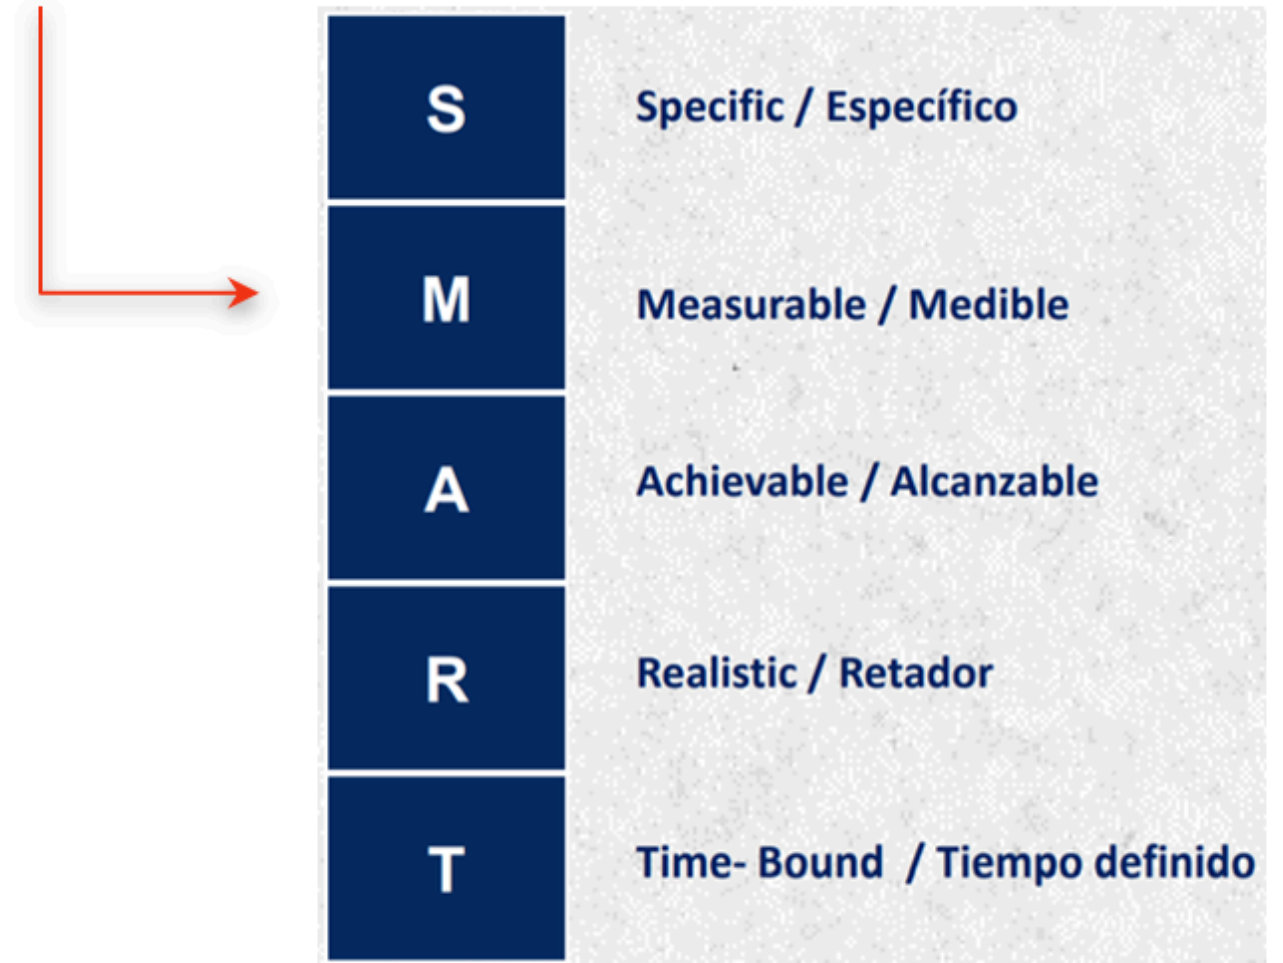 S Specific / Específico
M Measurable / Medible
A Achievable / Alcanzable
R Realistic / Retador
T Time- Bound / Tiempo definido